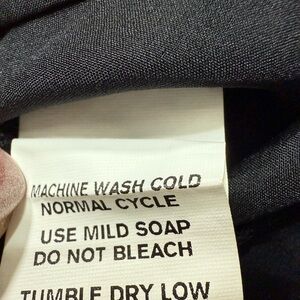 MACHINE WASH COLD
NORMAL CYCLE
USE MILD SOAP
DO NOT BLEACH
TUMBLE DRY LOW